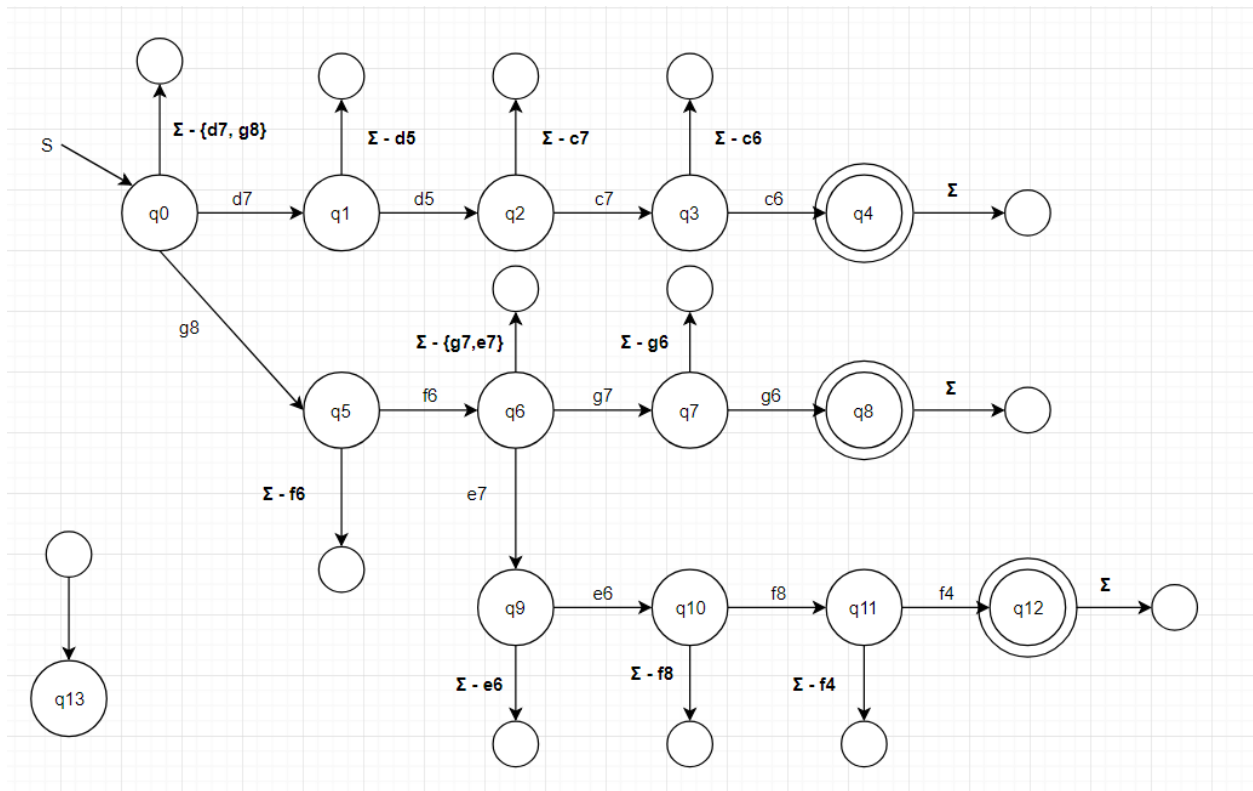 Σ - {d7, g8}
Σ - d5
Σ - c7
Σ - c6
S
q0
d7
q1
d5
q2
c7
q3
c6
q4
Σ
g8
Σ - {g7,e7}
Σ - g6
q5
f6
q6
g7
q7
g6
q8
Σ
Σ - f6
e7
q9
e6
q10
f8
q11
f4
q12
Σ
Σ - e6
Σ - f8
Σ - f4
q13